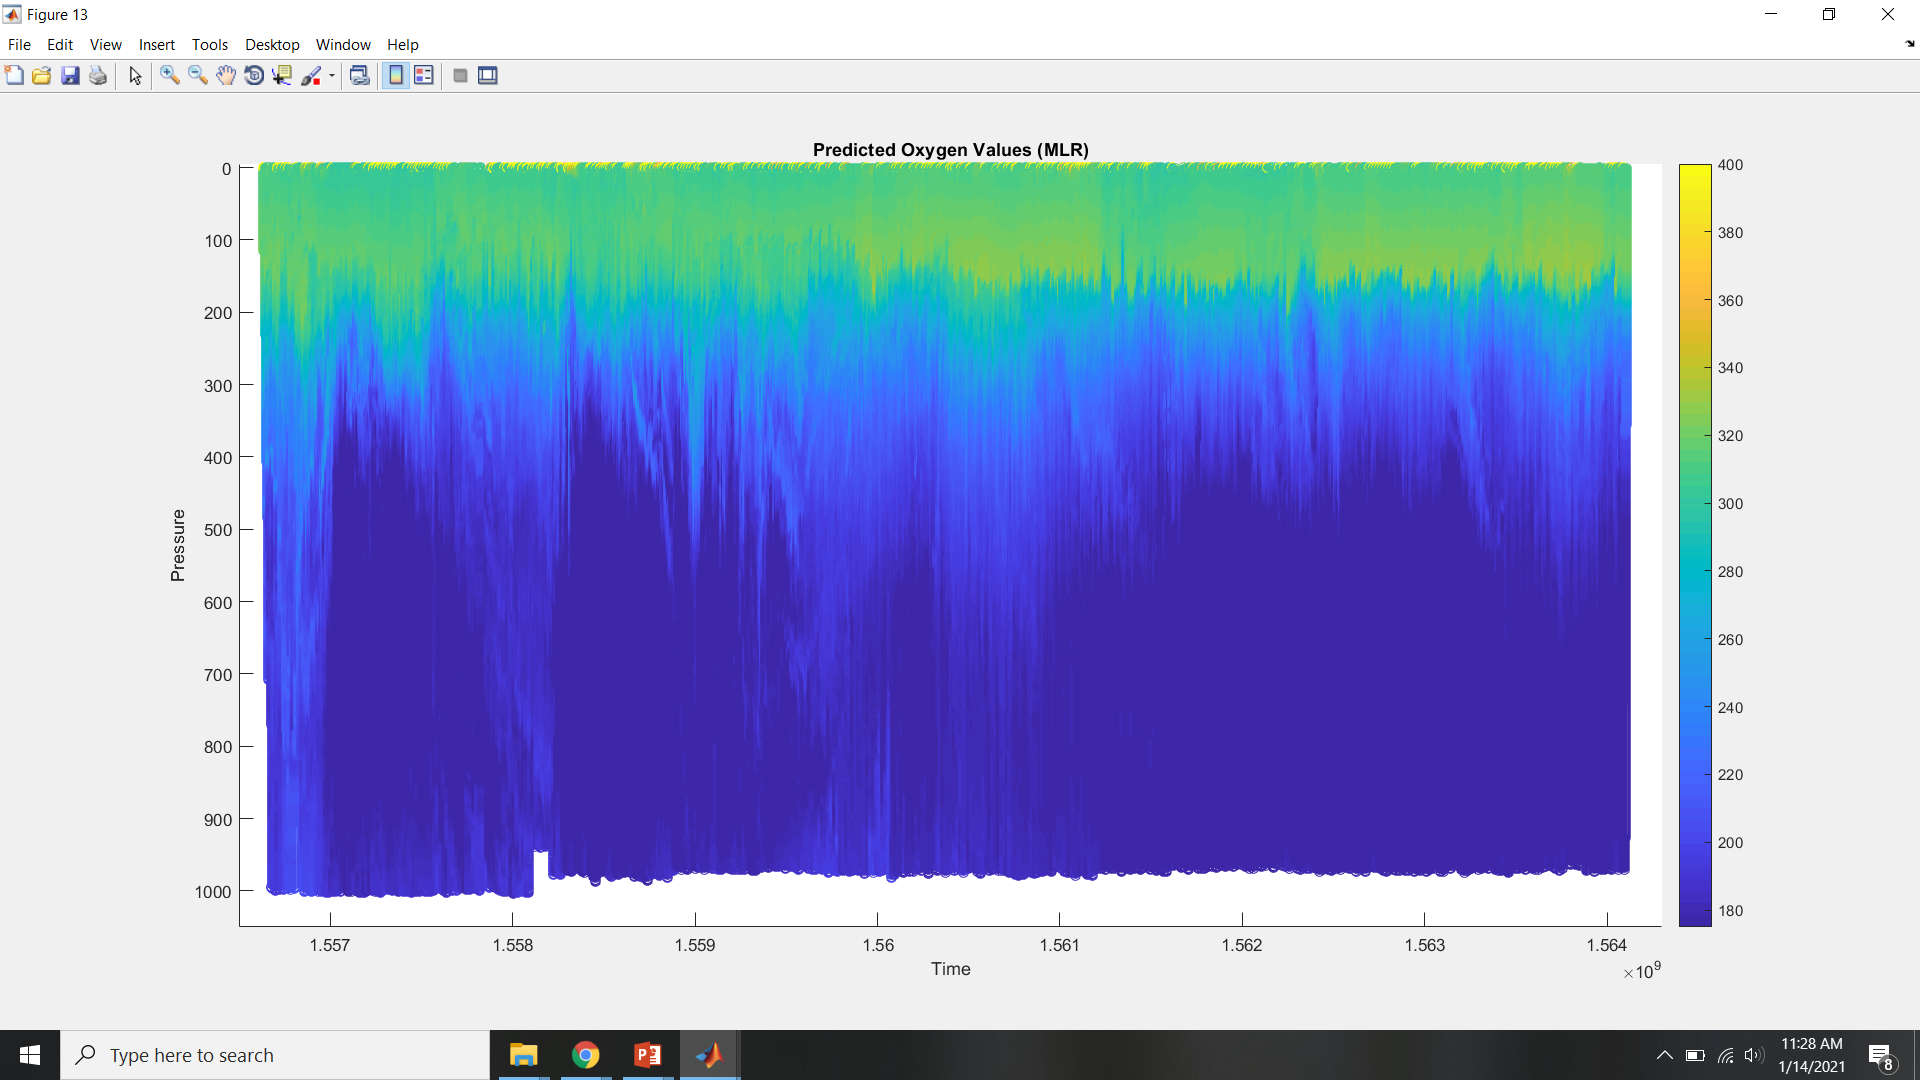 Figure 13
File Edit View Insert Tools Desktop Window Help
Predicted Oxygen Values (MLR)
0
100
200
300
400
500
600
700
800
900
1000
Pressure
1.557 1.558 1.559 1.56 1.561 1.562 1.563 1.564
×10^9
Time
400
380
360
340
320
300
280
260
240
220
200
180
Type here to search
P
11:28 AM
1/14/2021
8